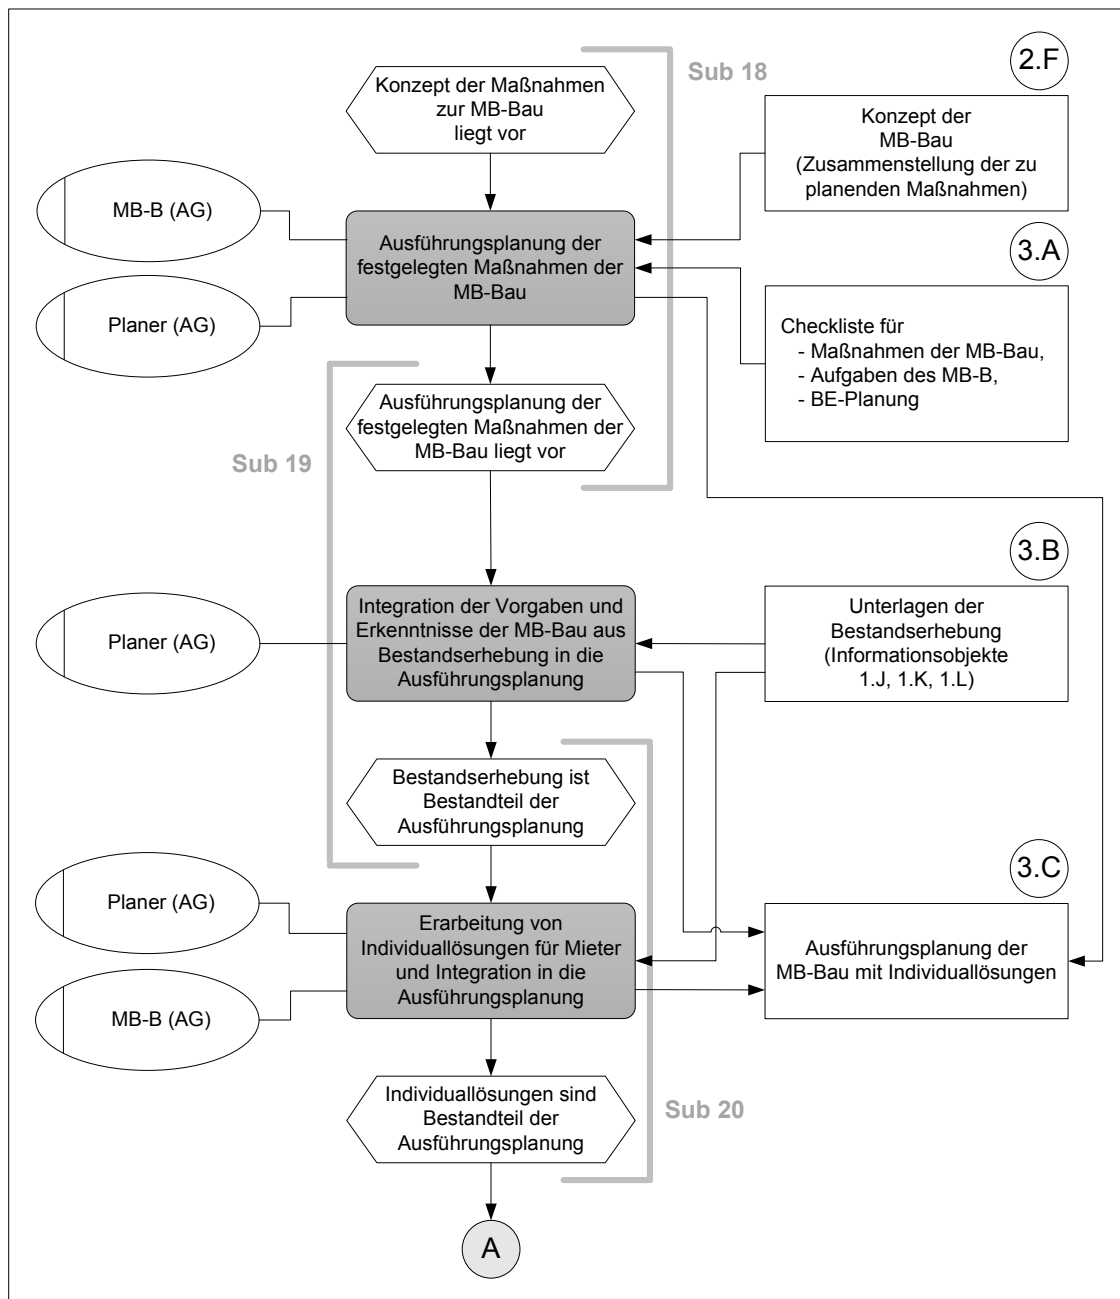 Sub 18
2.F
Konzept der Maßnahmen
zur MB-Bau
liegt vor
Konzept der
MB-Bau
(Zusammenstellung der zu
planenden Maßnahmen)
MB-B (AG)
Planer (AG)
Ausführungsplanung der
festgelegten Maßnahmen der
MB-Bau
3.A
Checkliste für
- Maßnahmen der MB-Bau,
- Aufgaben des MB-B,
- BE-Planung
Sub 19
Ausführungsplanung der
festgelegten Maßnahmen der
MB-Bau liegt vor
3.B
Planer (AG)
Integration der Vorgaben und
Erkenntnisse der MB-Bau aus
Bestandserhebung in die
Ausführungsplanung
Unterlagen der
Bestandserhebung
(Informationsobjekte
1.J, 1.K, 1.L)
Bestandserhebung ist
Bestandteil der
Ausführungsplanung
3.C
Planer (AG)
MB-B (AG)
Erarbeitung von
Individuallösungen für Mieter
und Integration in die
Ausführungsplanung
Ausführungsplanung der
MB-Bau mit Individuallösungen
Individuallösungen sind
Bestandteil der
Ausführungsplanung
Sub 20
A